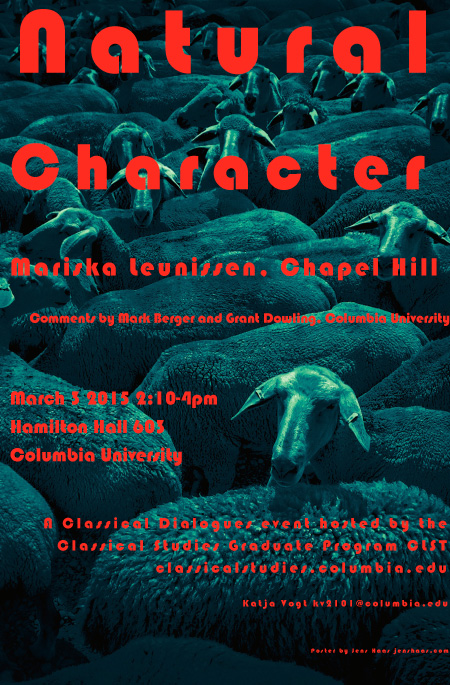 Natural
Character
Mariska Leunissen, Chapel Hill
Comments by Mark Berger and Grant Dowling, Columbia University
March 3 2015 2:10-4pm
Hamilton Hall 603
Columbia University
A Classical Dialogues event hosted by the
Classical Studies Graduate Program CLST
classicalstudies.columbia.edu
Katja Vogt kv2101@columbia.edu
Poster by Jens Haas jenshaas.com